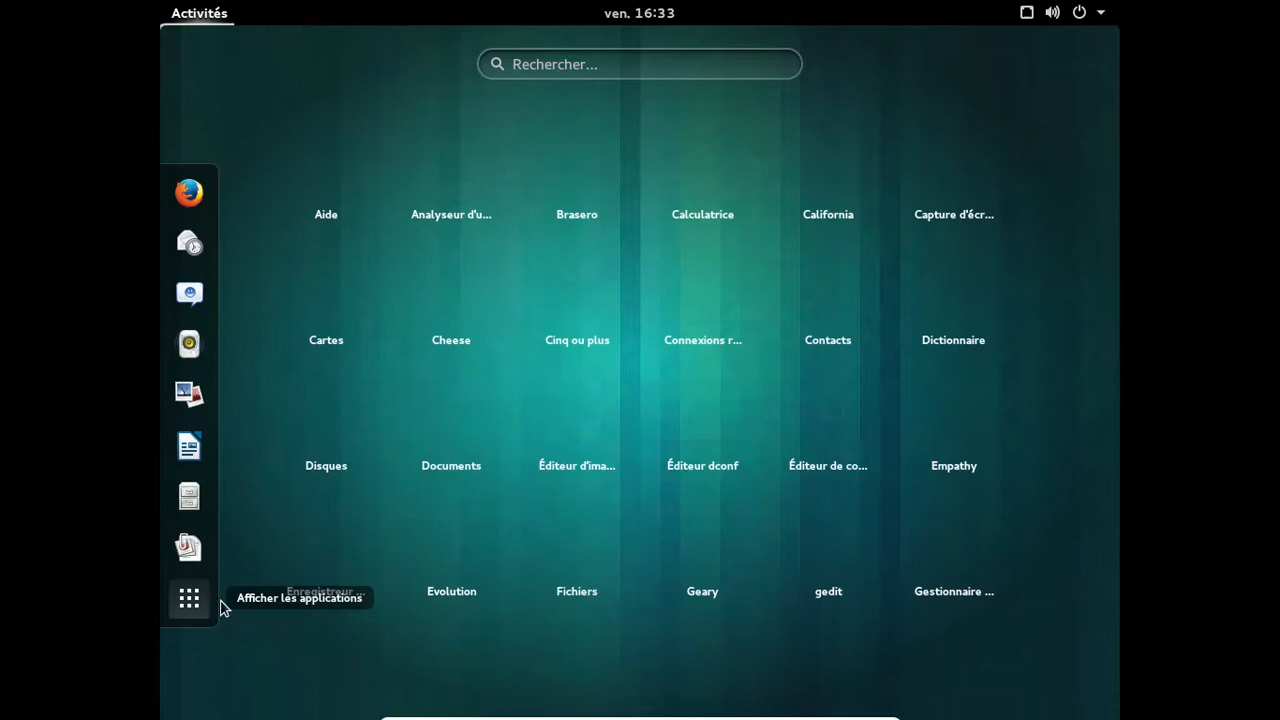 Activités
ven. 16:33
Rechercher...
Aide
Analyseur d'u...
Brasero
Calculatrice
California
Capture d'écr...
Cartes
Cheese
Cinq ou plus
Connexions r...
Contacts
Dictionnaire
Disques
Documents
Éditeur d'ima...
Éditeur dconf
Éditeur de co...
Empathy
Enregistreur ...
Afficher les applications
Evolution
Fichiers
Geary
gedit
Gestionnaire ...